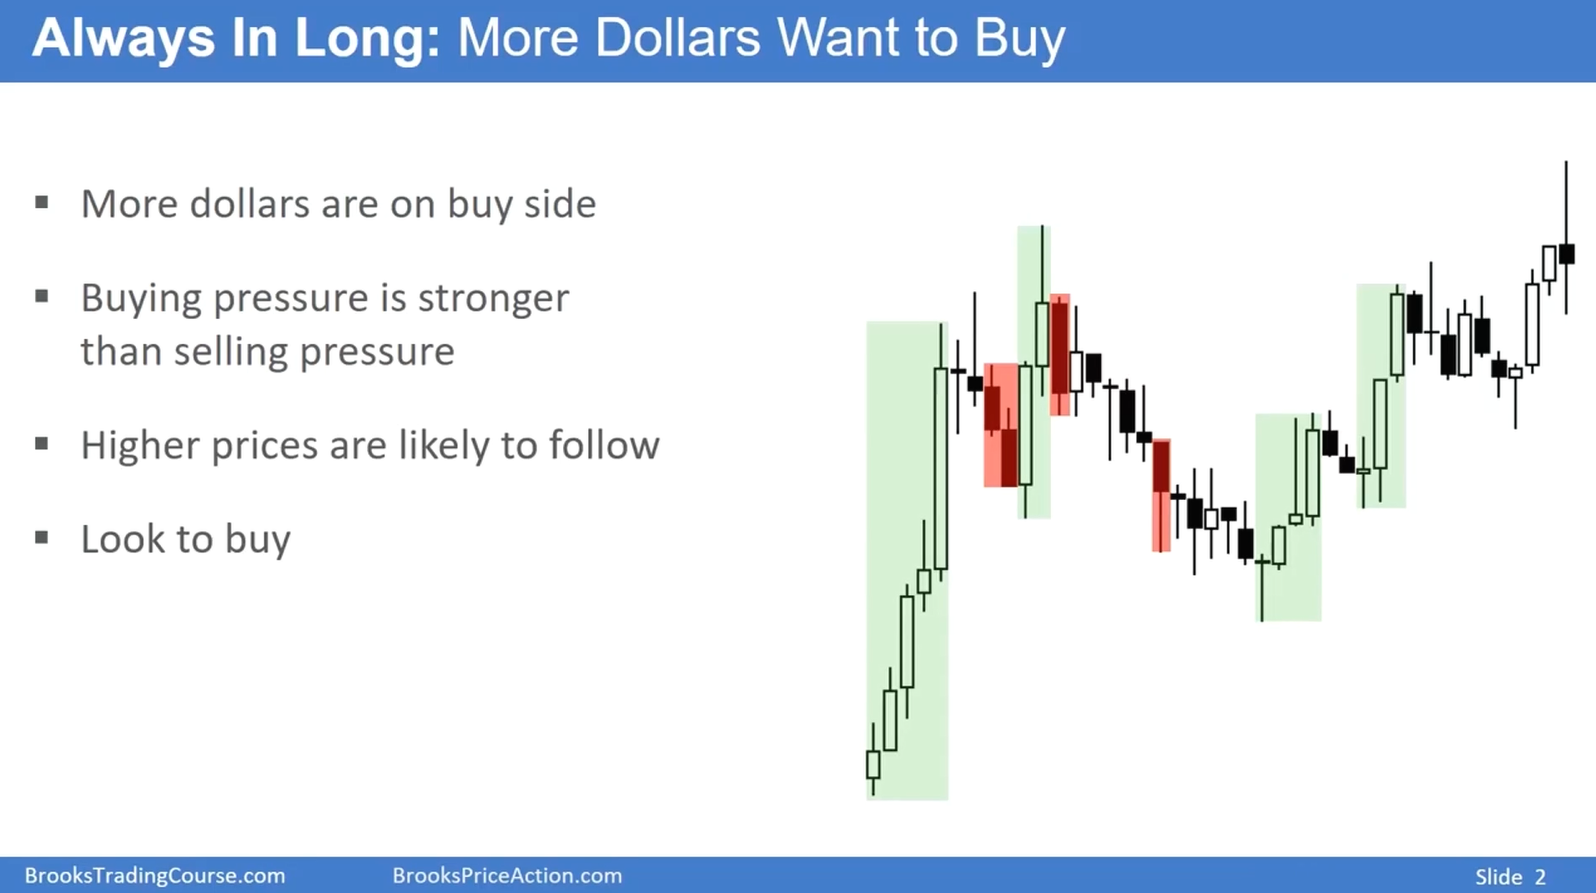 Always In Long: More Dollars Want to Buy
More dollars are on buy side
Buying pressure is stronger
than selling pressure
Higher prices are likely to follow
Look to buy
BrooksTradingCourse.com
BrooksPriceAction.com
Slide 2